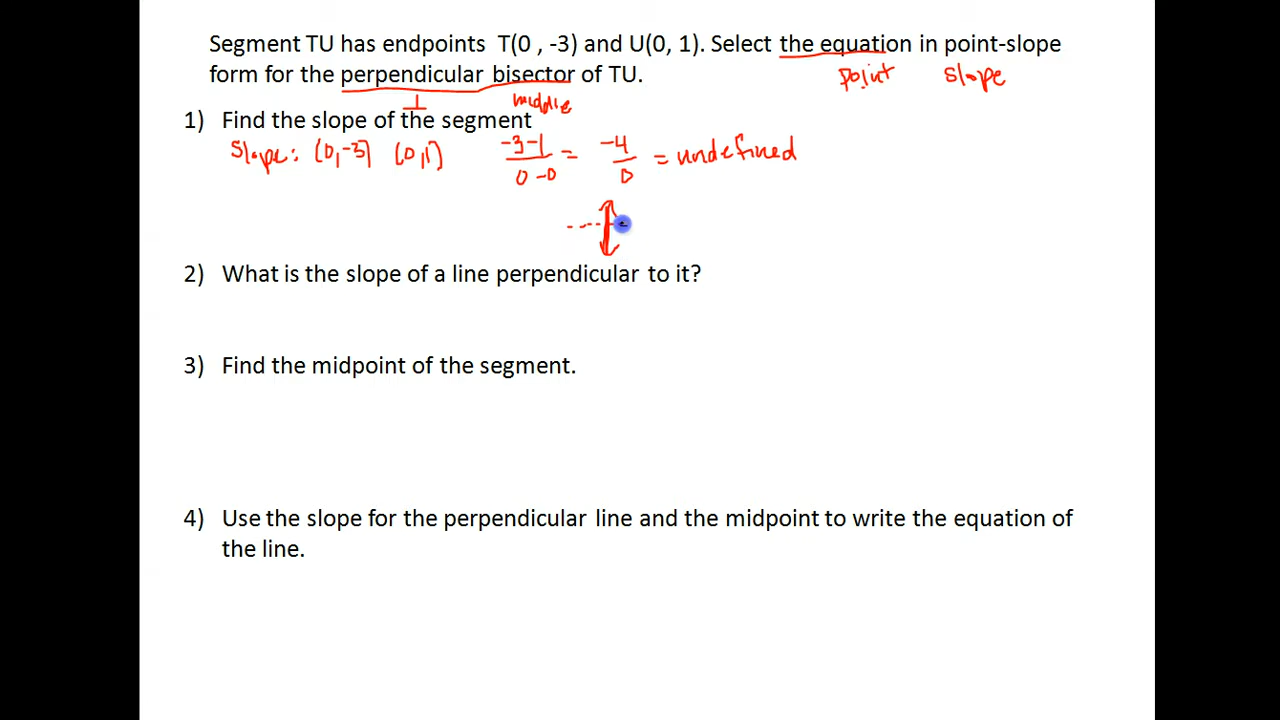 Segment TU has endpoints T(0 , -3) and U(0, 1). Select the equation in point-slope
form for the perpendicular bisector of TU.
point slope
⊥ middle
1) Find the slope of the segment
Slope: (0,-3) (0,1) -3-1/0-0 = -4/0 = undefined
2) What is the slope of a line perpendicular to it?
3) Find the midpoint of the segment.
4) Use the slope for the perpendicular line and the midpoint to write the equation of
the line.